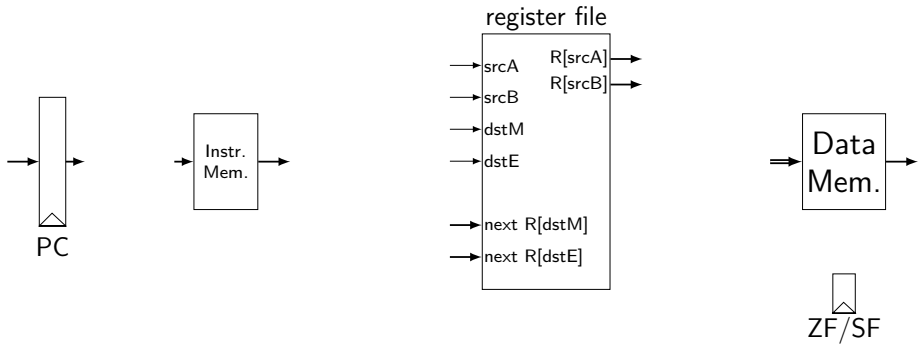 register file
srcA
srcB
dstM
dstE
next R[dstM]
next R[dstE]
R[srcA]
R[srcB]
PC
Instr.
Mem.
Data
Mem.
ZF/SF